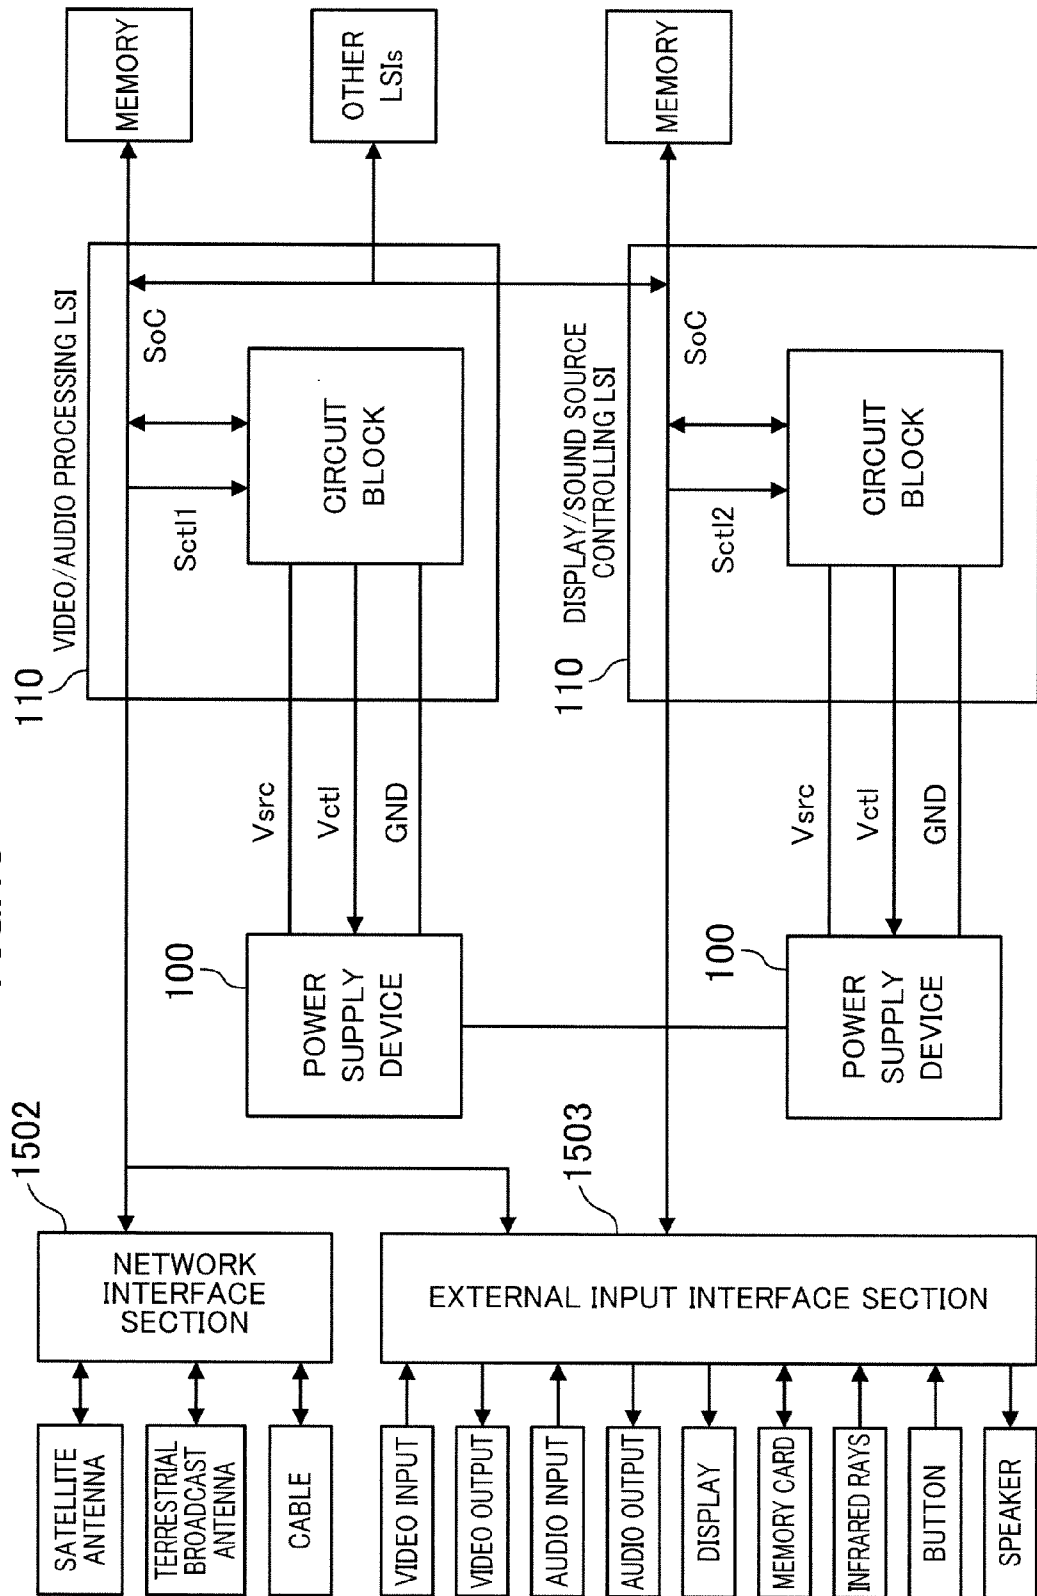 SATELLITE
ANTENNA
TERRESTRIAL
BROADCAST
ANTENNA
CABLE
VIDEO INPUT
VIDEO OUTPUT
AUDIO INPUT
AUDIO OUTPUT
DISPLAY
MEMORY CARD
INFRARED RAYS
BUTTON
SPEAKER
1502
NETWORK
INTERFACE
SECTION
1503
EXTERNAL INPUT INTERFACE SECTION
100
POWER
SUPPLY
DEVICE
Vsrc
Vctl
GND
110
VIDEO/AUDIO PROCESSING LSI
Sctl1
SoC
CIRCUIT
BLOCK
MEMORY
OTHER
LSIs
100
POWER
SUPPLY
DEVICE
Vsrc
Vctl
GND
110
DISPLAY/SOUND SOURCE
CONTROLLING LSI
Sctl2
SoC
CIRCUIT
BLOCK
MEMORY